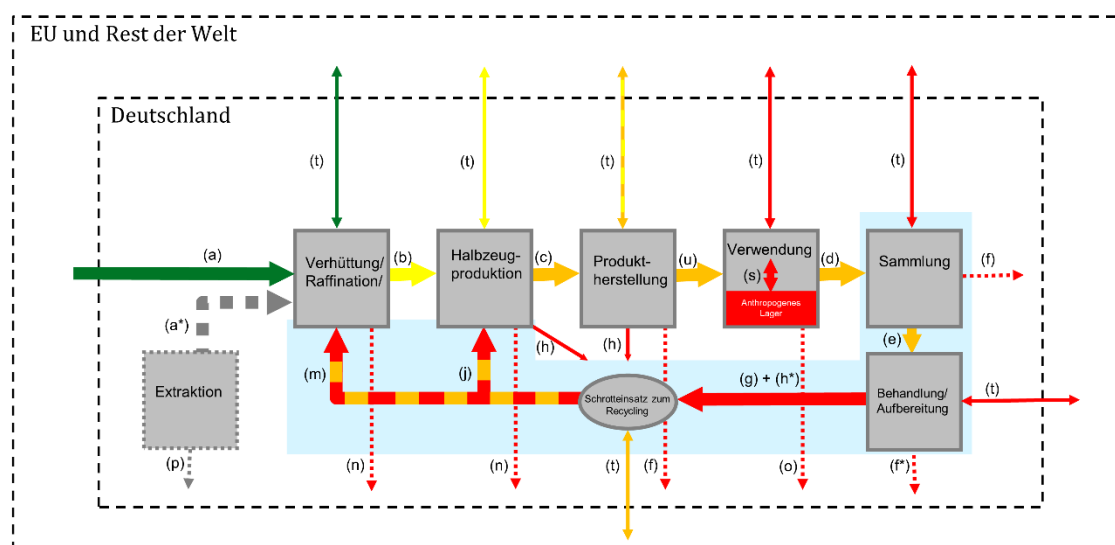 EU und Rest der Welt
Deutschland
(t)
(t)
(t)
(t)
(t)
(a)
Verhüttung/
Raffination/
(b)
Halbzeug-
produktion
(c)
Produkt-
herstellung
(u)
Verwendung
(s)
Anthropogenes
Lager
(d)
Sammlung
(f)
(a*)
(h)
(h)
(e)
Extraktion
(m)
(j)
Schrotteinsatz zum
Recycling
(g) + (h*)
Behandlung/
Aufbereitung
(t)
(p)
(n)
(n)
(t)
(f)
(o)
(f*)